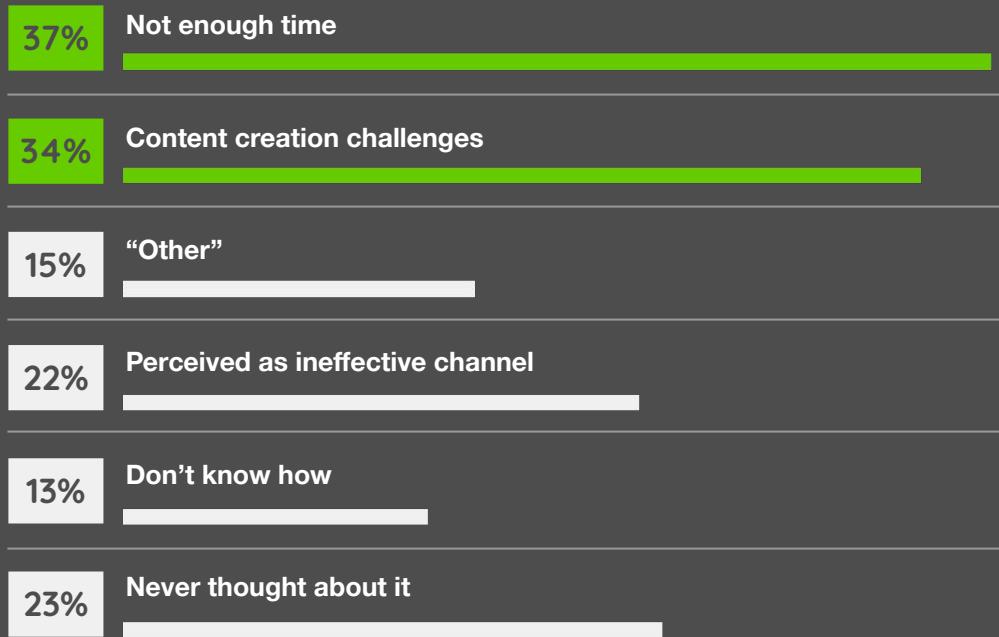 37% Not enough time
34% Content creation challenges
15% “Other”
22% Perceived as ineffective channel
13% Don’t know how
23% Never thought about it